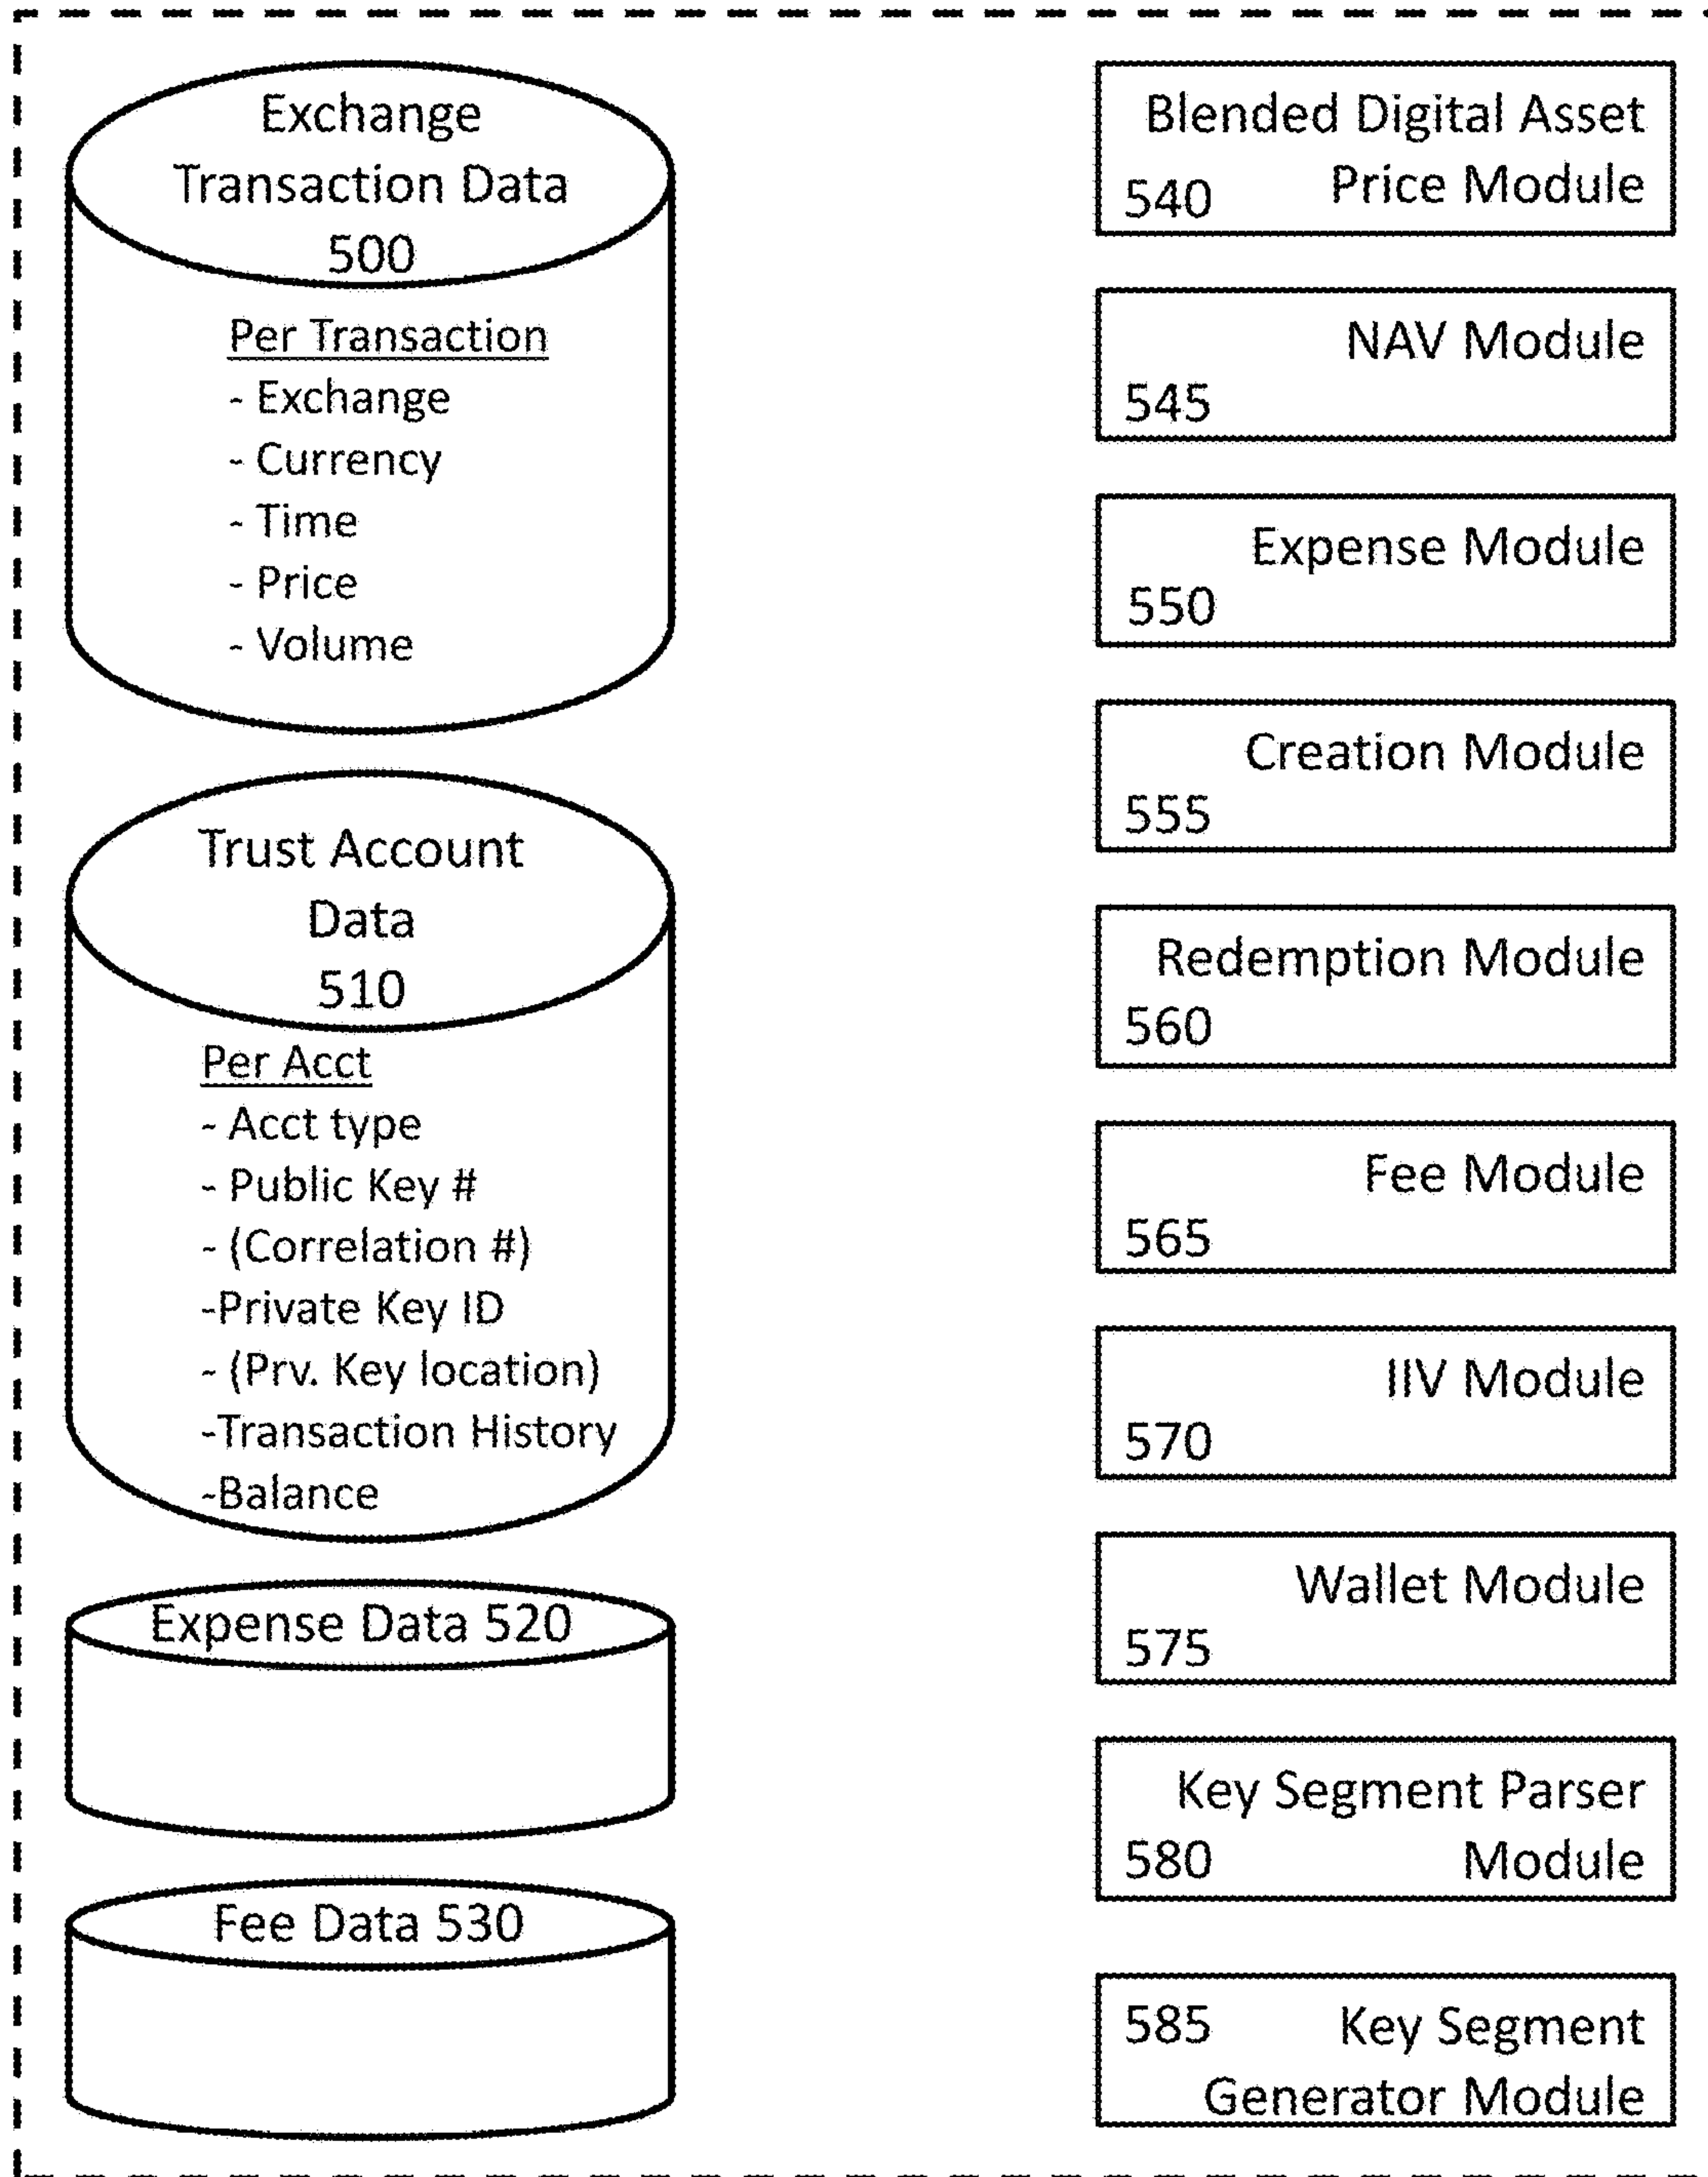 Exchange
Transaction Data
500
Per Transaction
- Exchange
- Currency
- Time
- Price
- Volume
Trust Account
Data
510
Per Acct
- Acct type
- Public Key #
- (Correlation #)
-Private Key ID
- (Prv. Key location)
-Transaction History
-Balance
Expense Data 520
Fee Data 530
Blended Digital Asset
540 Price Module
NAV Module
545
Expense Module
550
Creation Module
555
Redemption Module
560
Fee Module
565
IIV Module
570
Wallet Module
575
Key Segment Parser
580 Module
585 Key Segment
Generator Module